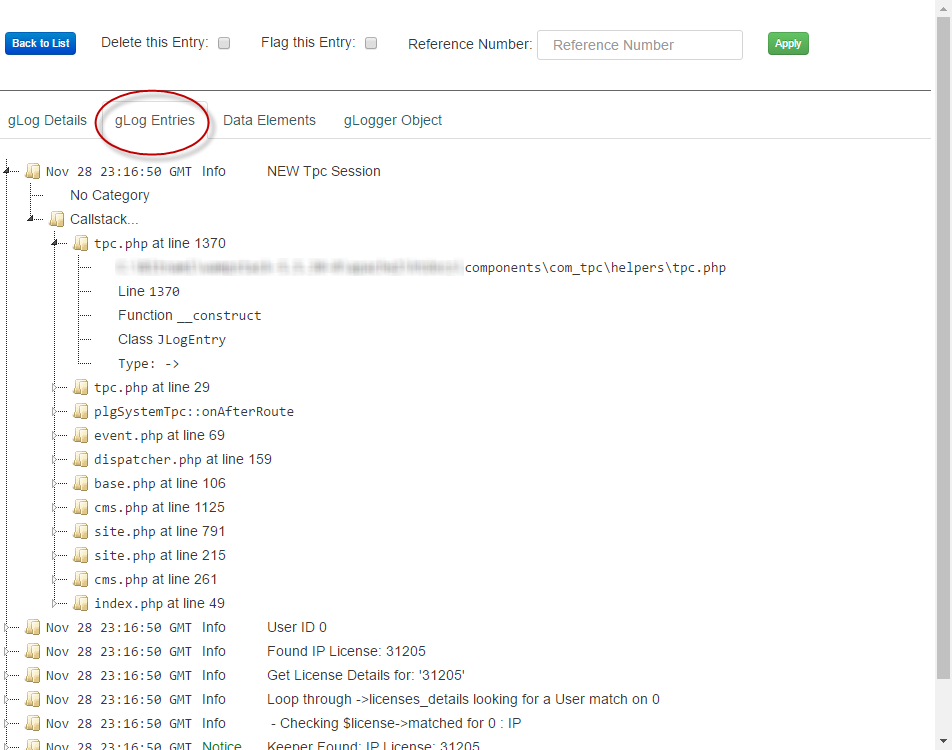 Back to List Delete this Entry: Flag this Entry: Reference Number: Reference Number Apply
gLog Details gLog Entries Data Elements gLogger Object
Nov 28 23:16:50 GMT Info NEW Tpc Session
No Category
Callstack...
tpc.php at line 1370
components\com_tpc\helpers\tpc.php
Line 1370
Function __construct
Class JLogEntry
Type: ->
tpc.php at line 29
plgSystemTpc::onAfterRoute
event.php at line 69
dispatcher.php at line 159
base.php at line 106
cms.php at line 1125
site.php at line 791
site.php at line 215
cms.php at line 261
index.php at line 49
Nov 28 23:16:50 GMT Info User ID 0
Nov 28 23:16:50 GMT Info Found IP License: 31205
Nov 28 23:16:50 GMT Info Get License Details for: '31205'
Nov 28 23:16:50 GMT Info Loop through ->licenses_details looking for a User match on 0
Nov 28 23:16:50 GMT Info - Checking $license->matched for 0 : IP
Nov 28 23:16:50 GMT Notice Keeper Found: IP License: 31205